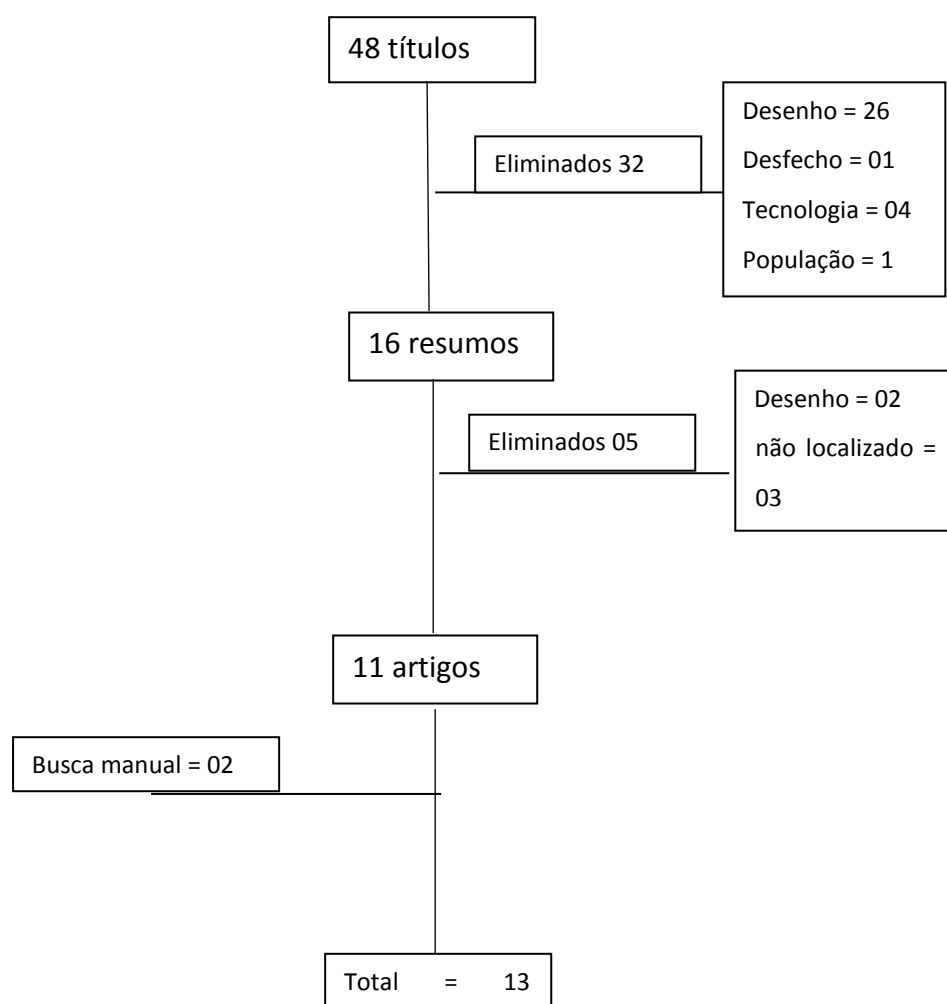 48 títulos
Eliminados 32
Desenho = 26
Desfecho = 01
Tecnologia = 04
População = 1
16 resumos
Eliminados 05
Desenho = 02
não localizado =
03
11 artigos
Busca manual = 02
Total = 13